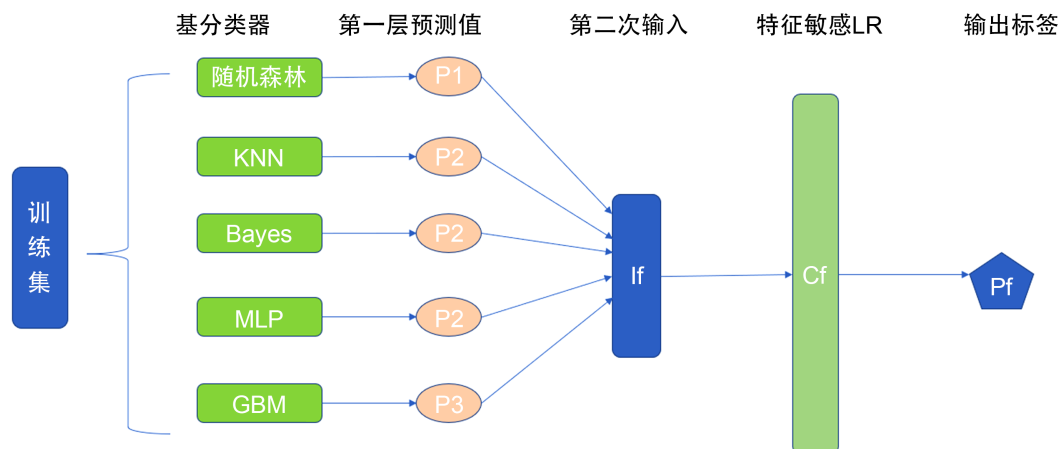 基分类器
第一层预测值
第二次输入
特征敏感LR
输出标签
随机森林
P1
KNN
P2
训
练
集
Bayes
P2
If
Cf
Pf
MLP
P2
GBM
P3